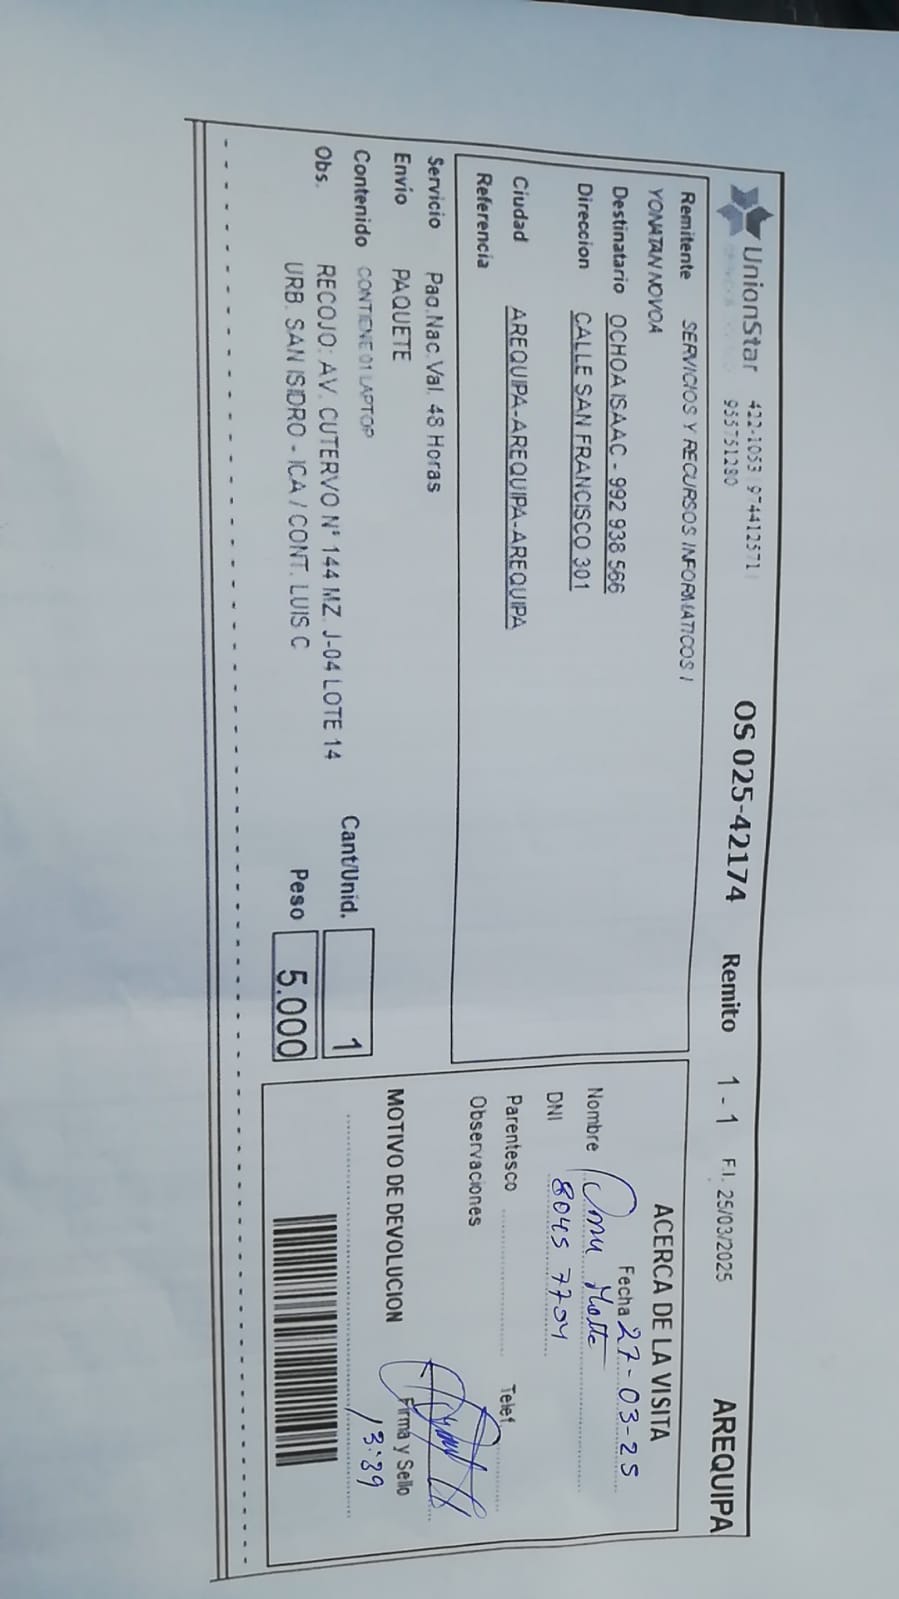 UnionStar 422-1053 974412571
955751280
OS 025-42174 Remito 1 - 1 F.I. 25/03/2025 AREQUIPA
Remitente SERVICIOS Y RECURSOS INFORMATICOS I
YONATAN NOVOA
Destinatario OCHOA ISAAC - 992 938 566
Direccion CALLE SAN FRANCISCO 301
Ciudad AREQUIPA-AREQUIPA-AREQUIPA
Referencia
Servicio Paq.Nac.Val. 48 Horas
Envío PAQUETE
Contenido CONTIENE 01 LAPTOP
Obs. RECOJO: AV. CUTERVO N° 144 MZ. J-04 LOTE 14
URB. SAN ISIDRO - ICA / CONT. LUIS C
Cant/Unid. 1
Peso 5.000
ACERCA DE LA VISITA
Fecha 27-03-25
Nombre
DNI 8045 7704
Parentesco Telef.
Observaciones
MOTIVO DE DEVOLUCION
Firma y Sello
13:39